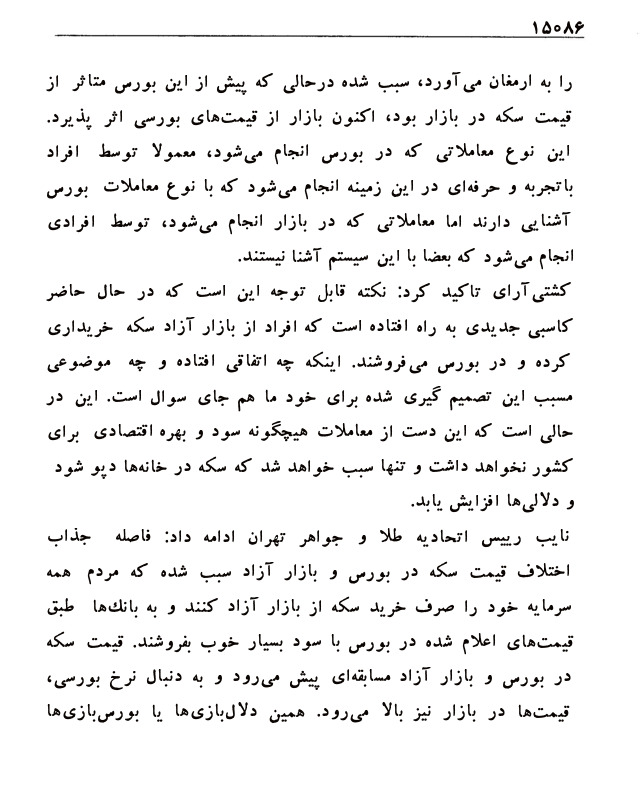 ۱۵۰۸۶
را به ارمغان می‌آورد، سبب شده درحالی که پیش از این بورس متاثر از
قیمت سکه در بازار بود، اکنون بازار از قیمت‌های بورسی اثر پذیرد.
این نوع معاملاتی که در بورس انجام می‌شود، معمولا توسط افراد
باتجربه و حرفه‌ای در این زمینه انجام می‌شود که با نوع معاملات بورس
آشنایی دارند اما معاملاتی که در بازار انجام می‌شود، توسط افرادی
انجام می‌شود که بعضا با این سیستم آشنا نیستند.
کشتی‌آرای تاکید کرد: نکته قابل توجه این است که در حال حاضر
کاسبی جدیدی به راه افتاده است که افراد از بازار آزاد سکه خریداری
کرده و در بورس می‌فروشند. اینکه چه اتفاقی افتاده و چه موضوعی
مسبب این تصمیم گیری شده برای خود ما هم جای سوال است. این در
حالی است که این دست از معاملات هیچگونه سود و بهره اقتصادی برای
کشور نخواهد داشت و تنها سبب خواهد شد که سکه در خانه‌ها دپو شود
و دلالی‌ها افزایش یابد.
نایب رییس اتحادیه طلا و جواهر تهران ادامه داد: فاصله جذاب
اختلاف قیمت سکه در بورس و بازار آزاد سبب شده که مردم همه
سرمایه خود را صرف خرید سکه از بازار آزاد کنند و به بانک‌ها طبق
قیمت‌های اعلام شده در بورس با سود بسیار خوب بفروشند. قیمت سکه
در بورس و بازار آزاد مسابقه‌ای پیش می‌رود و به دنبال نرخ بورسی،
قیمت‌ها در بازار نیز بالا می‌رود. همین دلال‌بازی‌ها یا بورس‌بازی‌ها